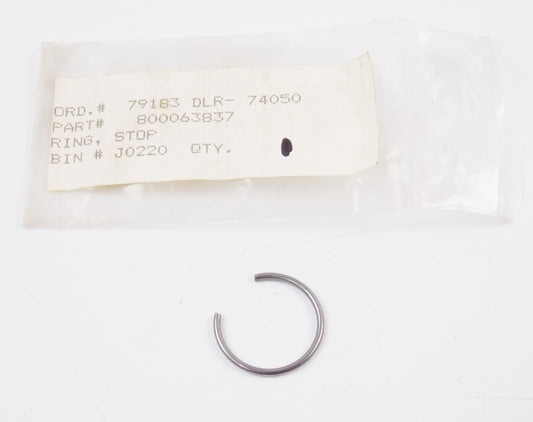 ORD.# 79183 DLR- 74050
PART# 800063837
RING, STOP
BIN # J0220 QTY.